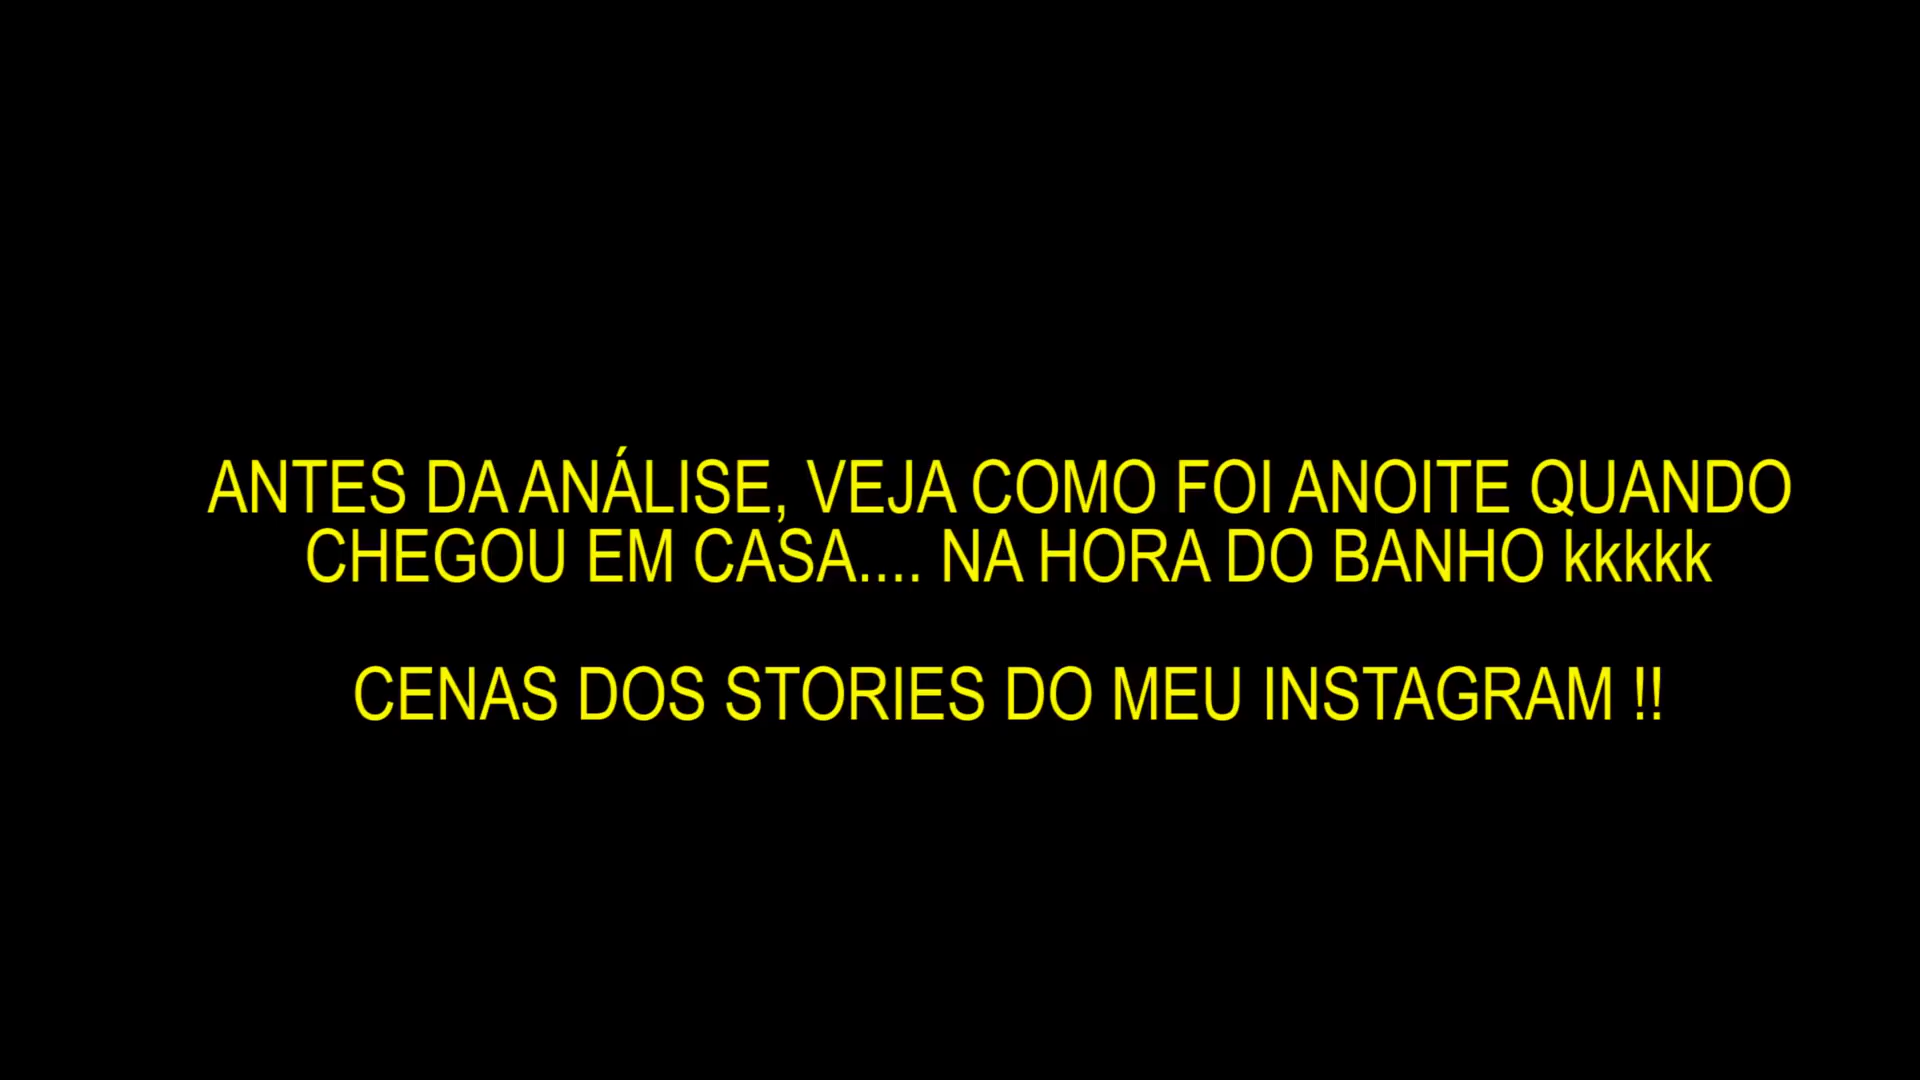 ANTES DA ANÁLISE, VEJA COMO FOI ANOITE QUANDO
CHEGOU EM CASA.... NA HORA DO BANHO kkkkk
CENAS DOS STORIES DO MEU INSTAGRAM !!